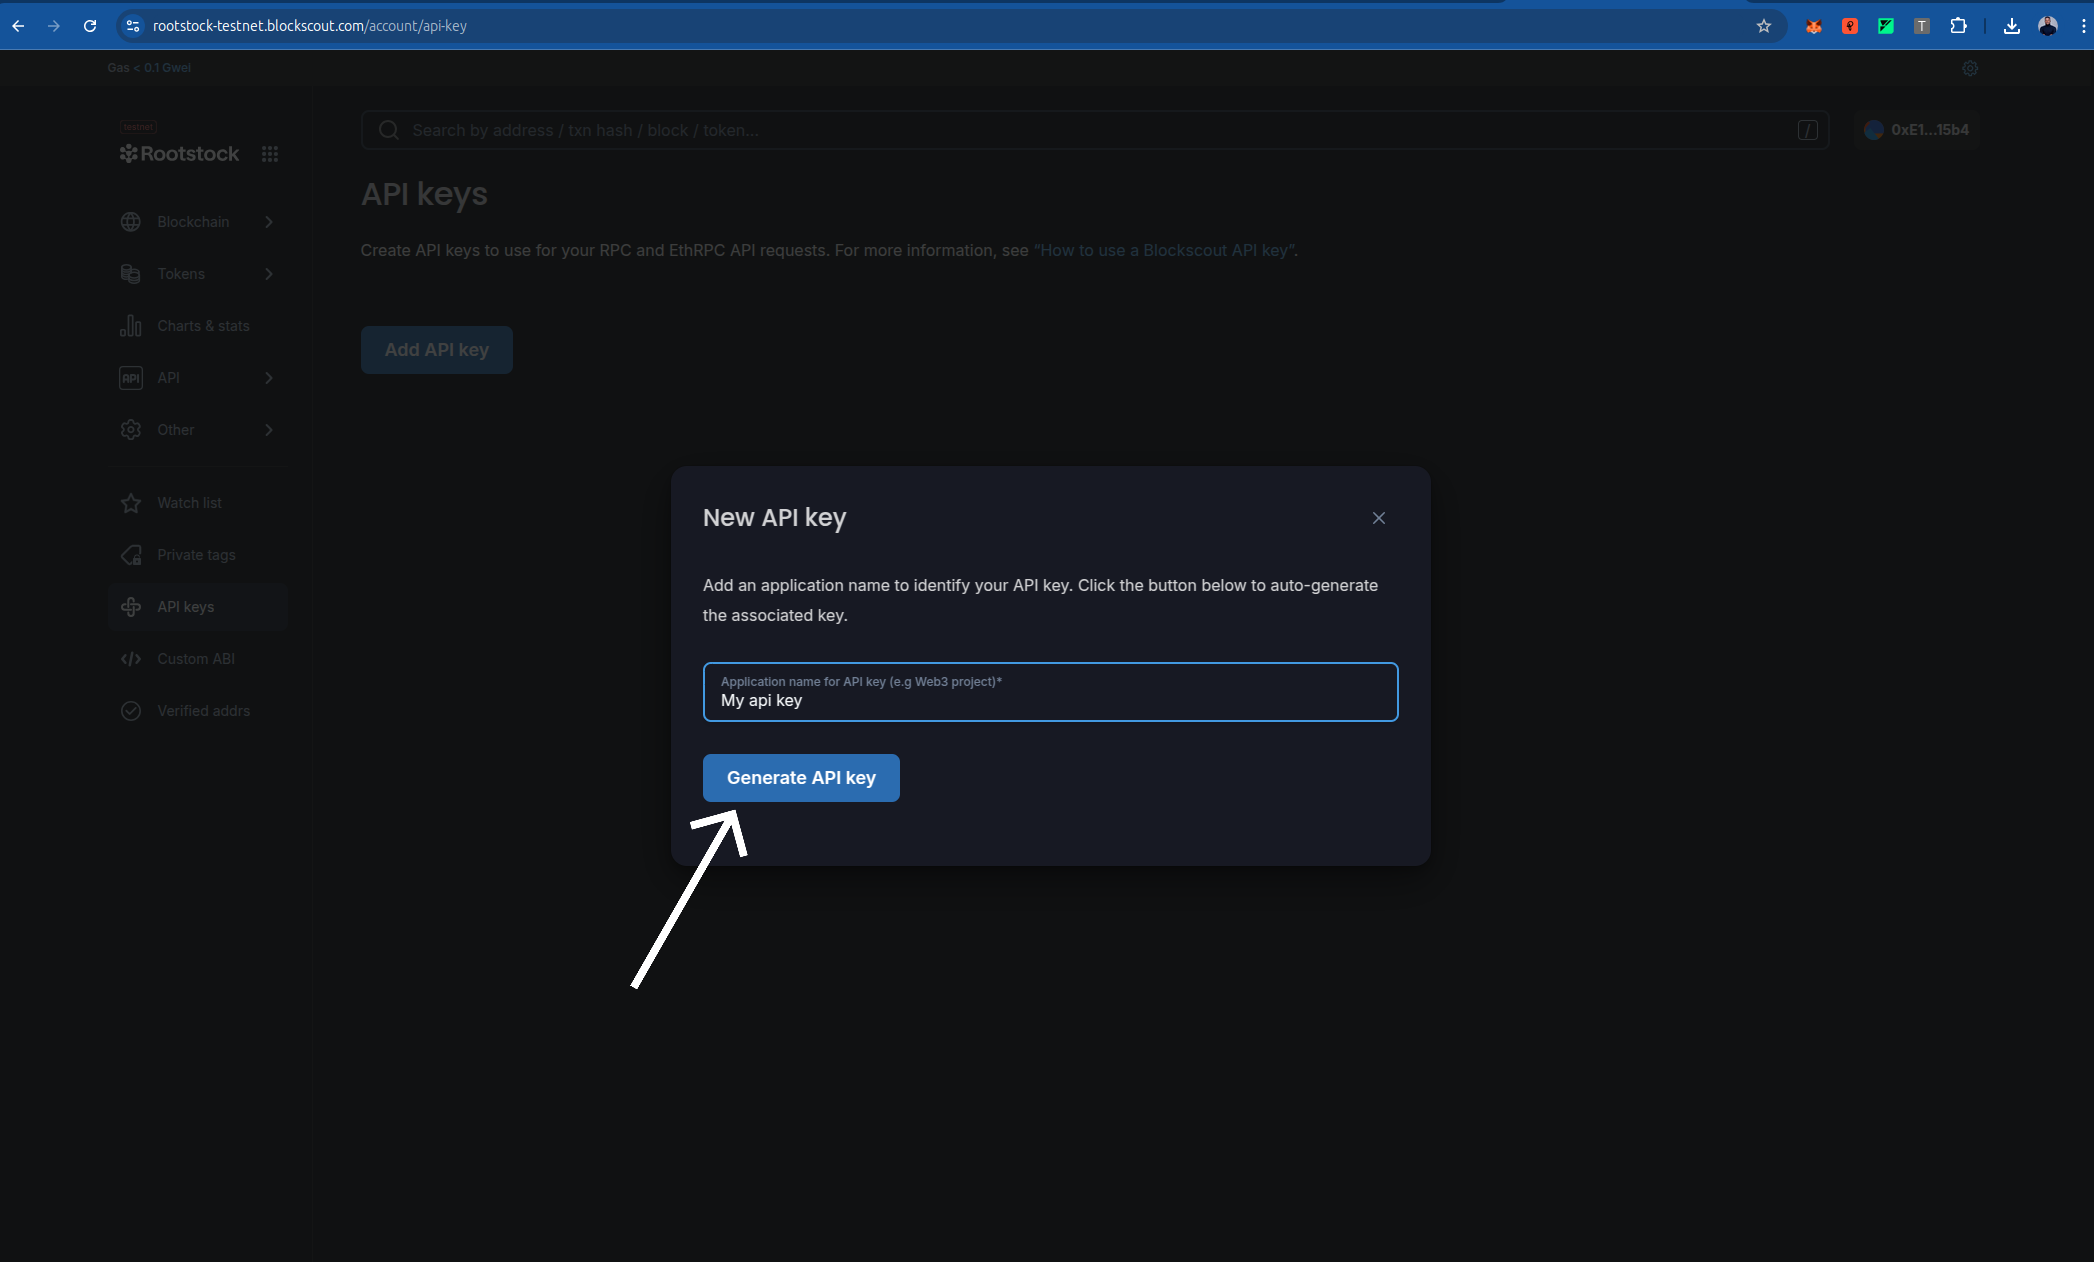 rootstock-testnet.blockscout.com/account/api-key
Gas < 0.1 Gwei
testnet
Rootstock
Search by address / txn hash / block / token...
/
0xE1...15b4
API keys
Create API keys to use for your RPC and EthRPC API requests. For more information, see “How to use a Blockscout API key”.
Add API key
Blockchain
Tokens
Charts & stats
API
API
Other
Watch list
Private tags
API keys
Custom ABI
Verified addrs
New API key
Add an application name to identify your API key. Click the button below to auto-generate
the associated key.
Application name for API key (e.g Web3 project)*
My api key
Generate API key
T